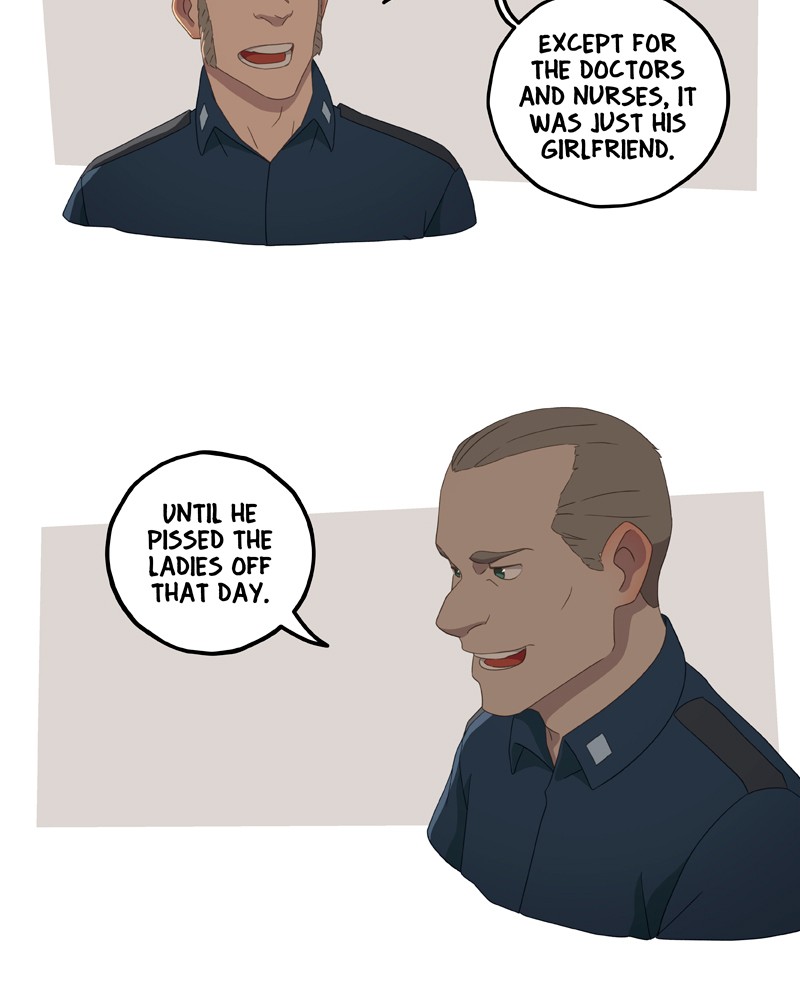 EXCEPT FOR
THE DOCTORS
AND NURSES, IT
WAS JUST HIS
GIRLFRIEND.
UNTIL HE
PISSED THE
LADIES OFF
THAT DAY.